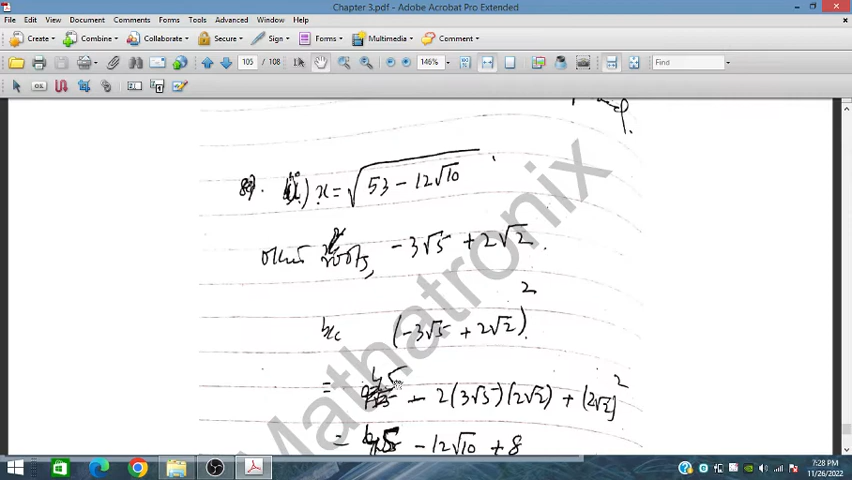 Chapter 3.pdf - Adobe Acrobat Pro Extended
File Edit View Document Comments Forms Tools Advanced Window Help
Create Combine Collaborate Secure Sign Forms Multimedia Comment
105 / 108 146% Find
x = √(53 - 12√10)
roots, -3√5 + 2√2.
(-3√5 + 2√2)²
= 45 - 2(3√5)(2√2) + (2√2)²
= 45 - 12√10 + 8
Mathatronix
7:28 PM
11/26/2022